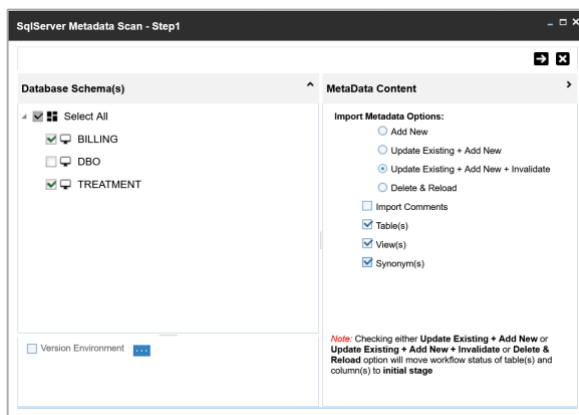 SqlServer Metadata Scan - Step1
Database Schema(s)
Select All
BILLING
DBO
TREATMENT
Version Environment
MetaData Content
Import Metadata Options:
Add New
Update Existing + Add New
Update Existing + Add New + Invalidate
Delete & Reload
Import Comments
Table(s)
View(s)
Synonym(s)
Note: Checking either Update Existing + Add New or
Update Existing + Add New + Invalidate or Delete &
Reload option will move workflow status of table(s) and
column(s) to initial stage